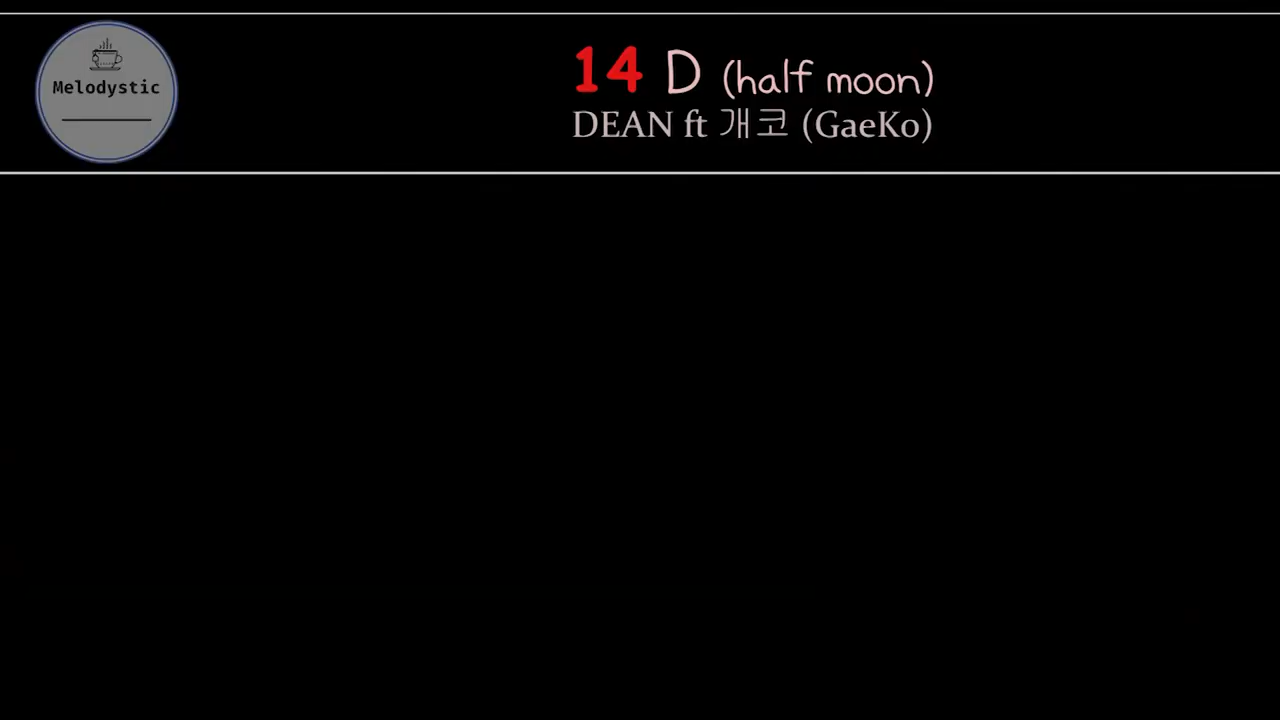 Melodystic
14 D (half moon)
DEAN ft 개코 (GaeKo)